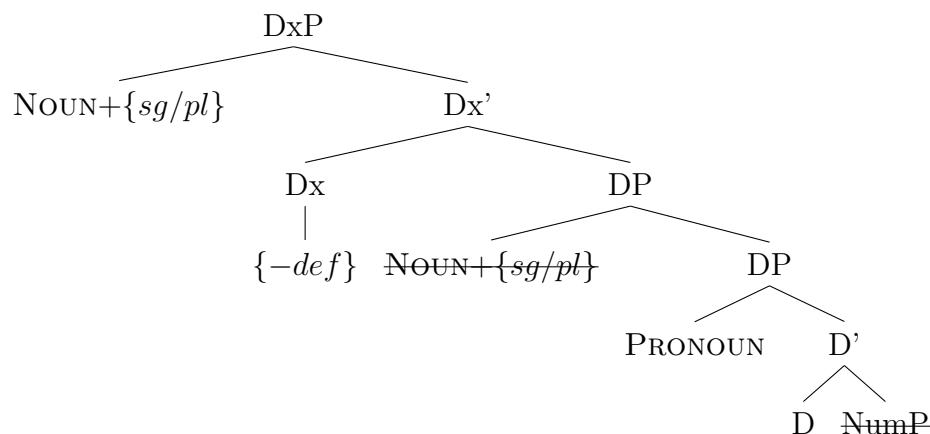 DxP
Noun+{sg/pl} Dx'
Dx DP
{−def} Noun+{sg/pl} DP
Pronoun D'
D NumP